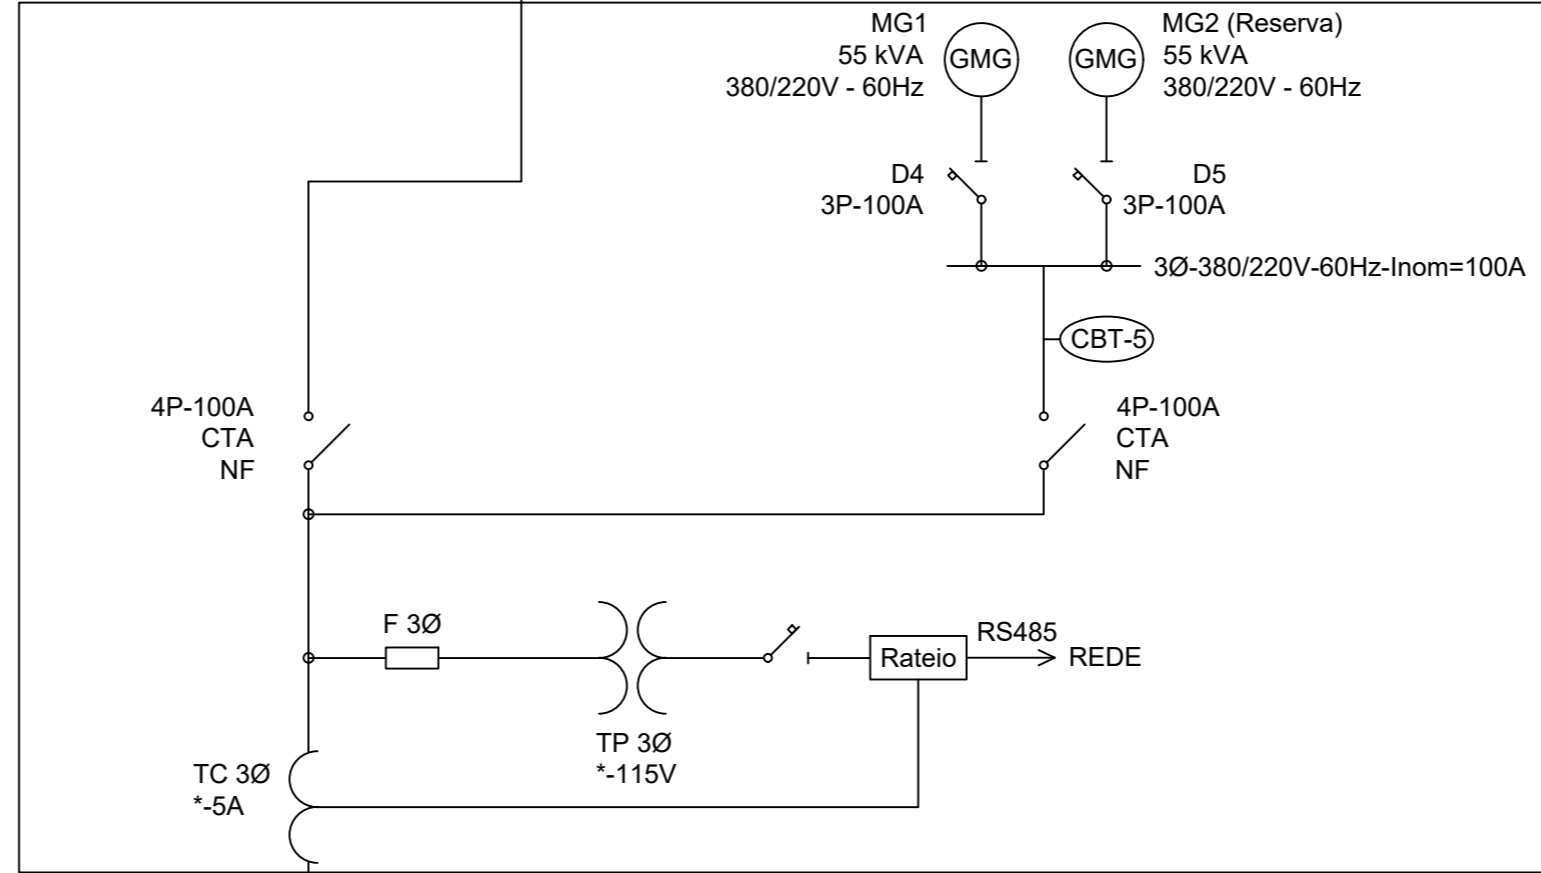 MG1
55 kVA
380/220V - 60Hz
GMG
GMG
MG2 (Reserva)
55 kVA
380/220V - 60Hz
D4
3P-100A
D5
3P-100A
3Ø-380/220V-60Hz-Inom=100A
CBT-5
4P-100A
CTA
NF
4P-100A
CTA
NF
F 3Ø
TP 3Ø
*-115V
Rateio
RS485
REDE
TC 3Ø
*-5A